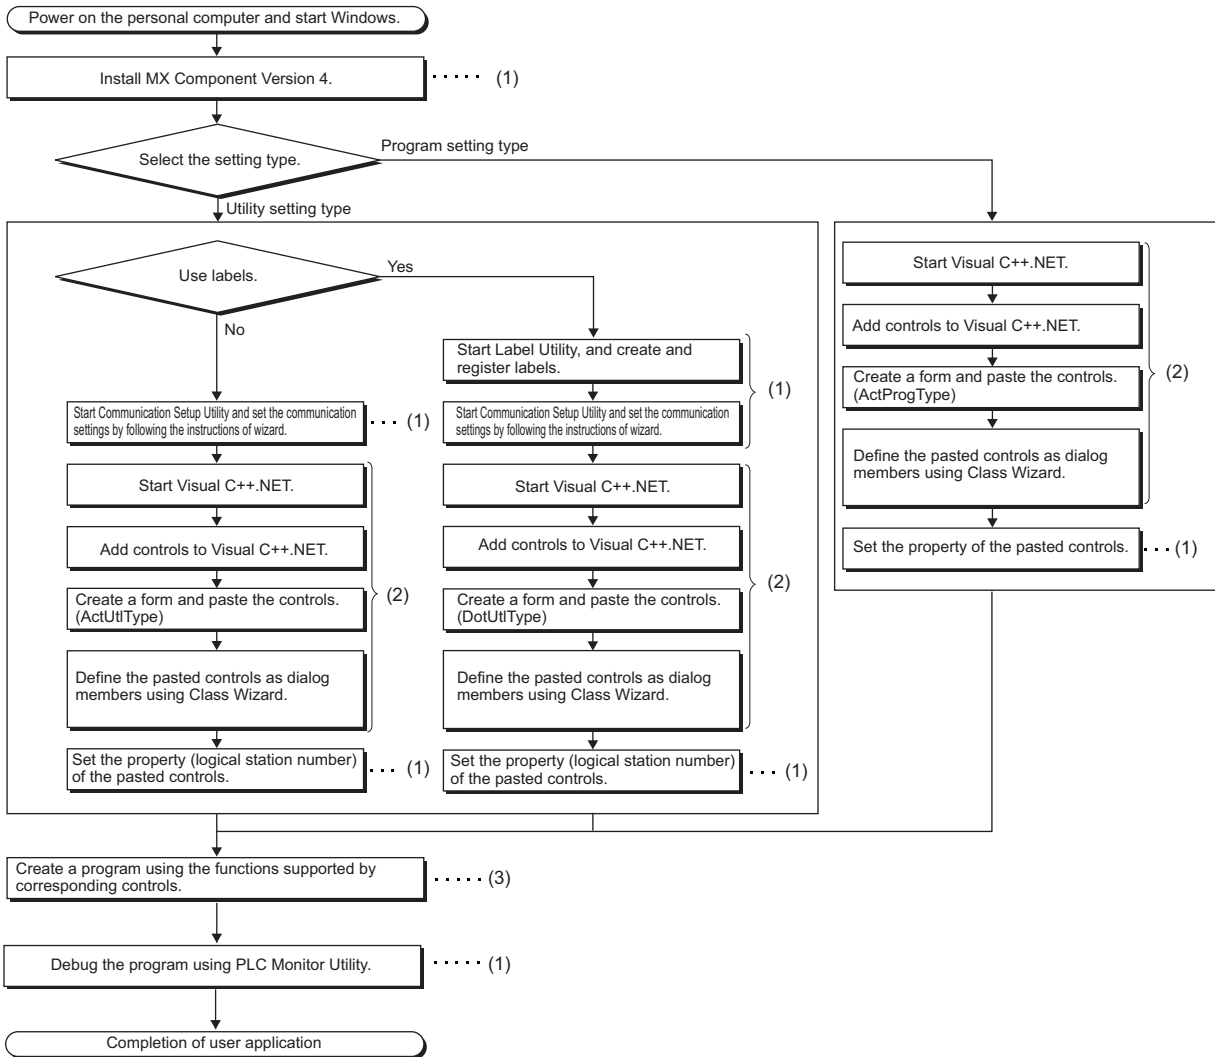 Power on the personal computer and start Windows.
Install MX Component Version 4.
····· (1)
Select the setting type.
Program setting type
Utility setting type
Use labels.
Yes
No
Start Label Utility, and create and
register labels.
Start Communication Setup Utility and set the communication
settings by following the instructions of wizard.
(1)
Start Communication Setup Utility and set the communication
settings by following the instructions of wizard.
··· (1)
Start Visual C++.NET.
Add controls to Visual C++.NET.
Create a form and paste the controls.
(ActUtlType)
Define the pasted controls as dialog
members using Class Wizard.
(2)
Set the property (logical station number)
of the pasted controls.
··· (1)
Start Visual C++.NET.
Add controls to Visual C++.NET.
Create a form and paste the controls.
(DotUtlType)
Define the pasted controls as dialog
members using Class Wizard.
(2)
Set the property (logical station number)
of the pasted controls.
··· (1)
Start Visual C++.NET.
Add controls to Visual C++.NET.
Create a form and paste the controls.
(ActProgType)
Define the pasted controls as dialog
members using Class Wizard.
(2)
Set the property of the pasted controls.
···(1)
Create a program using the functions supported by
corresponding controls.
·····(3)
Debug the program using PLC Monitor Utility.
·····(1)
Completion of user application